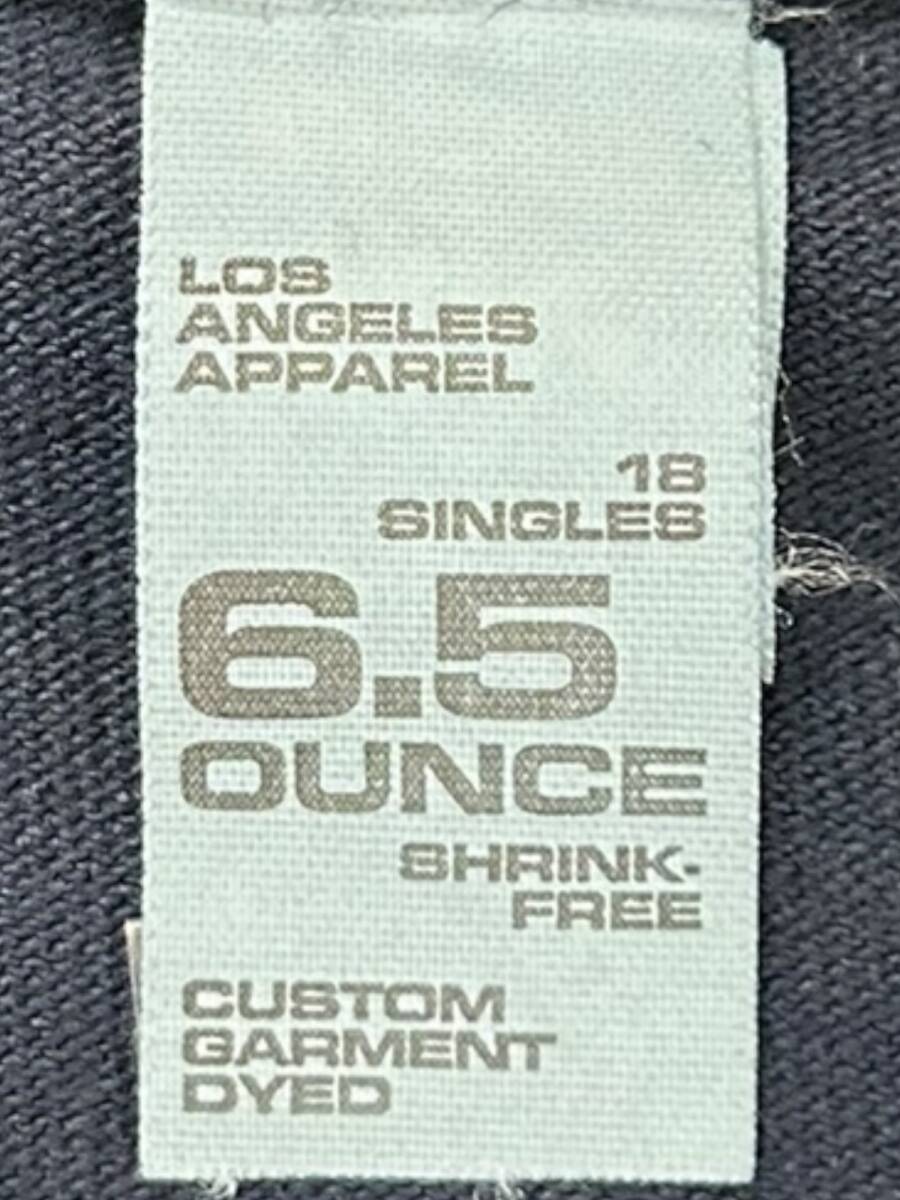 LOS
ANGELES
APPAREL
18
SINGLES
6.5
OUNCE
SHRINK-
FREE
CUSTOM
GARMENT
DYED